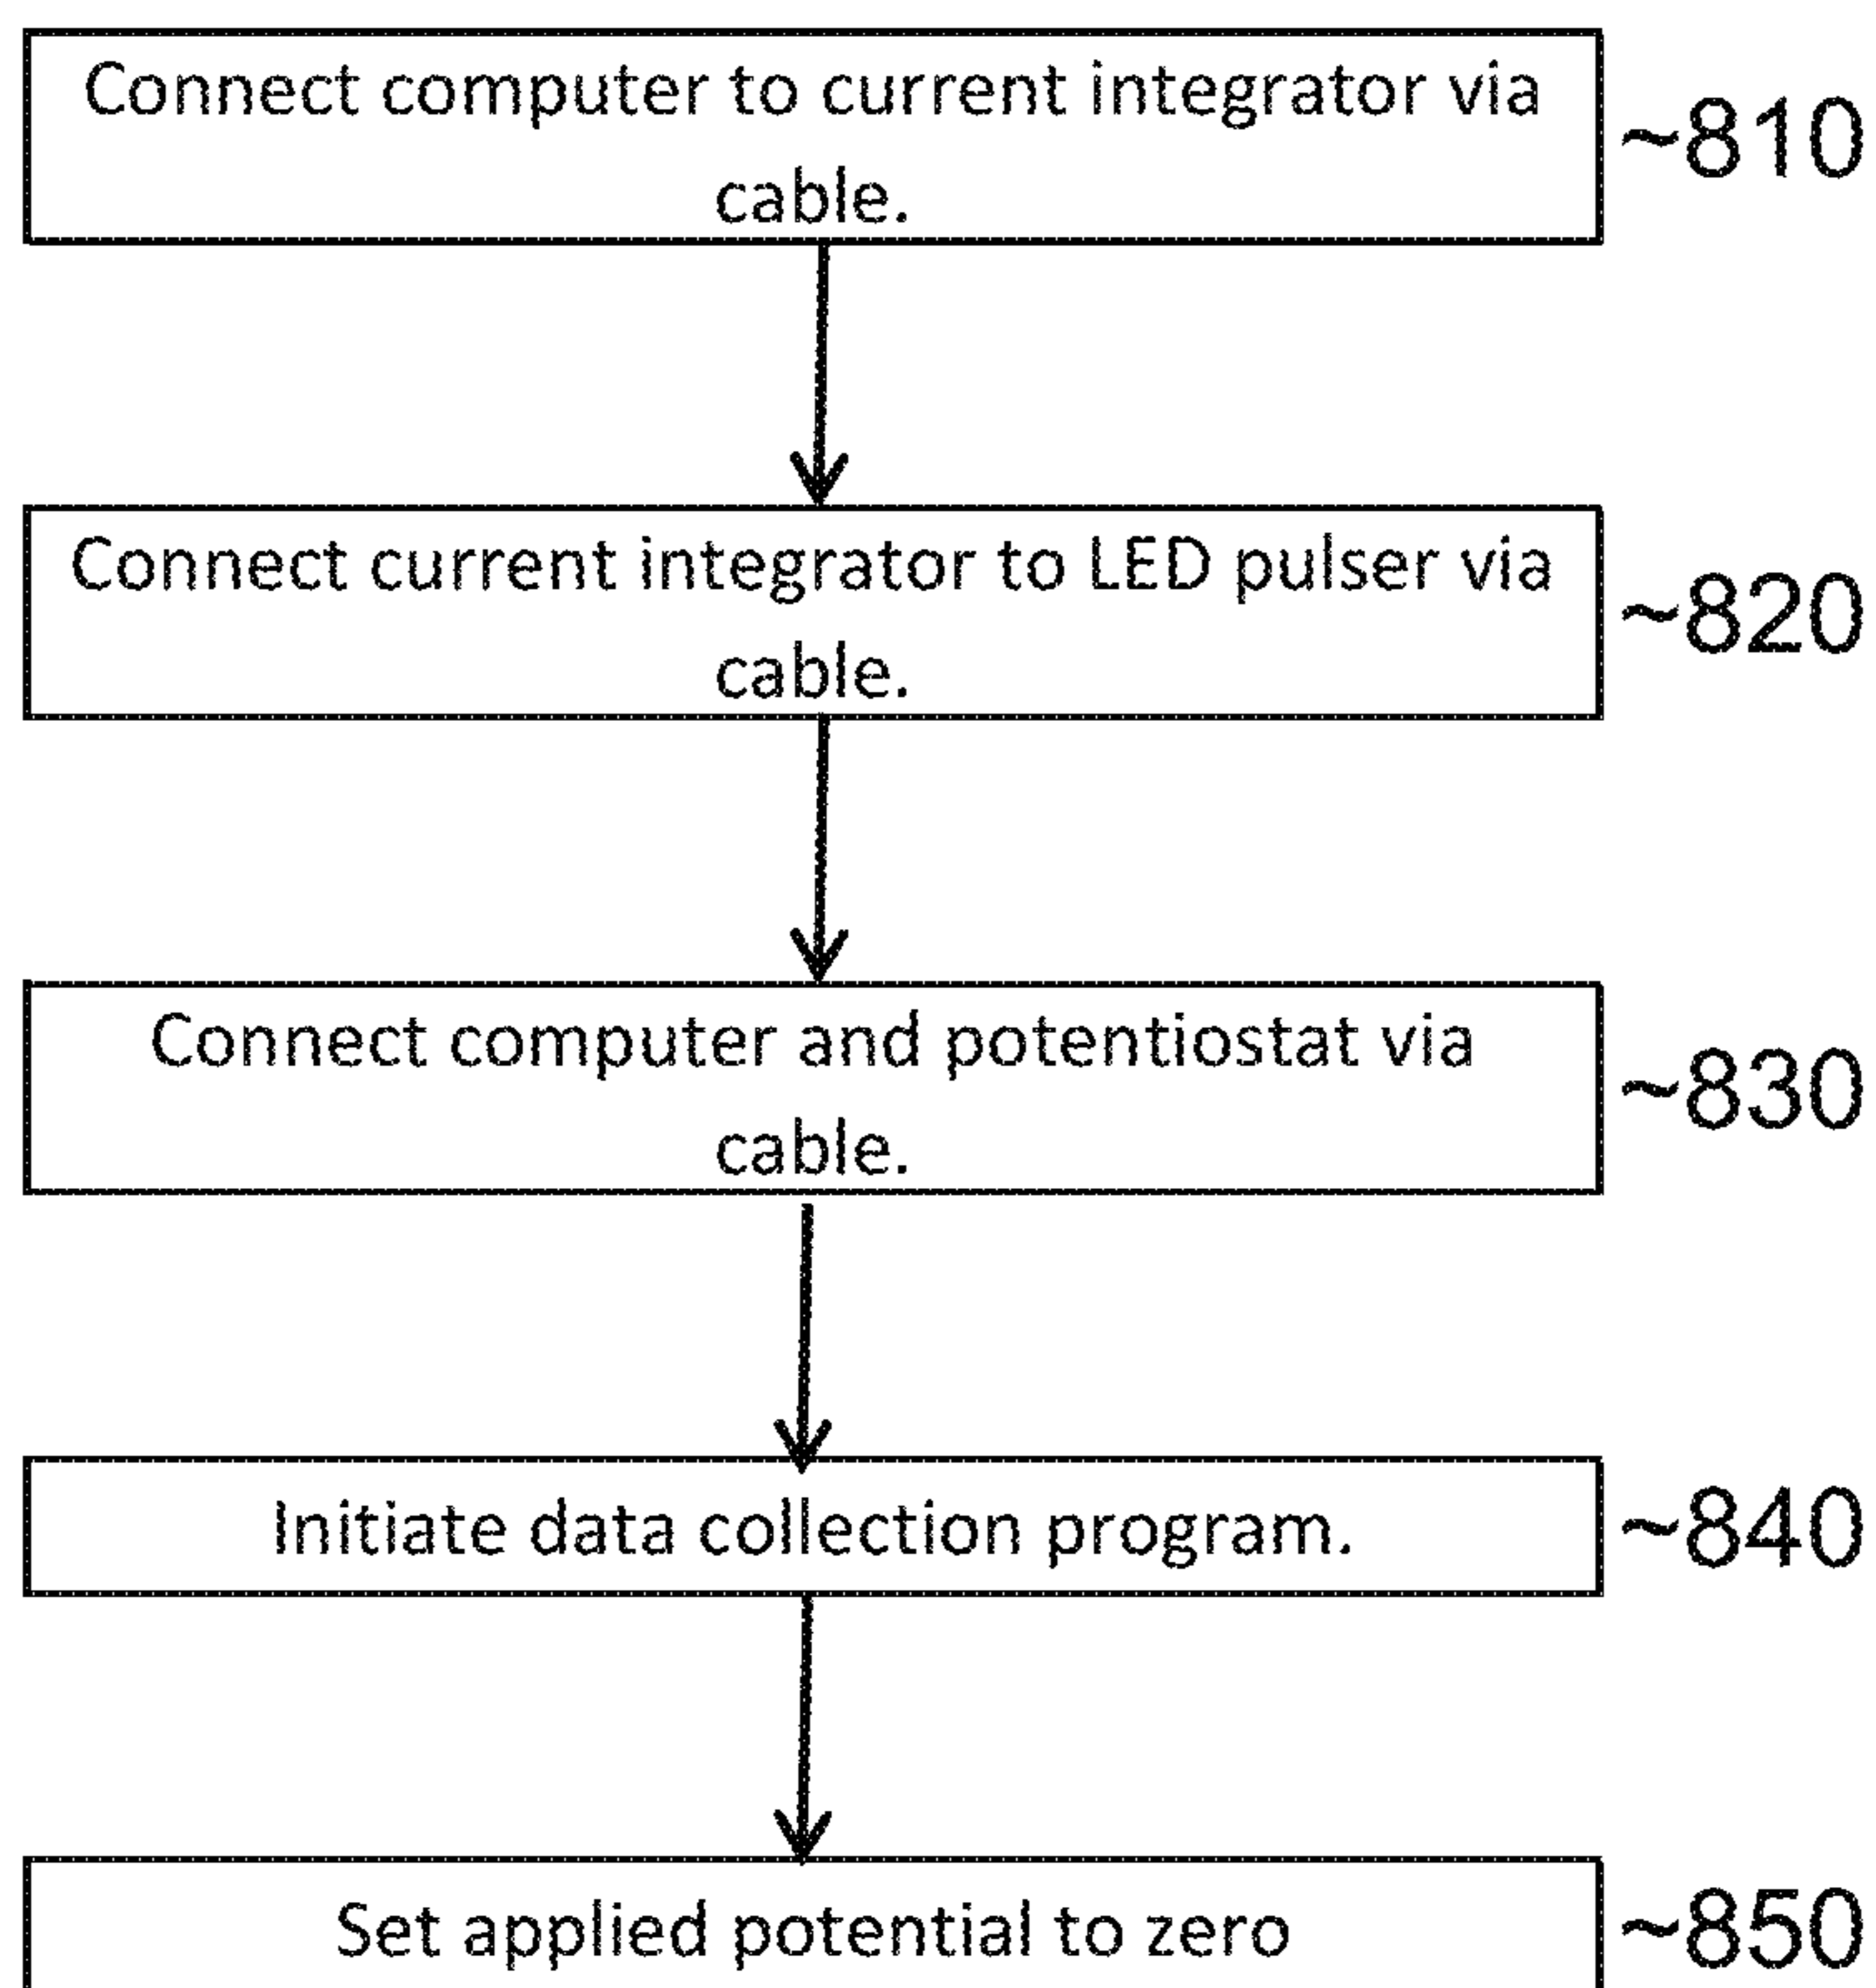 Connect computer to current integrator via
cable.
~810
Connect current integrator to LED pulser via
cable.
~820
Connect computer and potentiostat via
cable.
~830
Initiate data collection program.
~840
Set applied potential to zero
~850